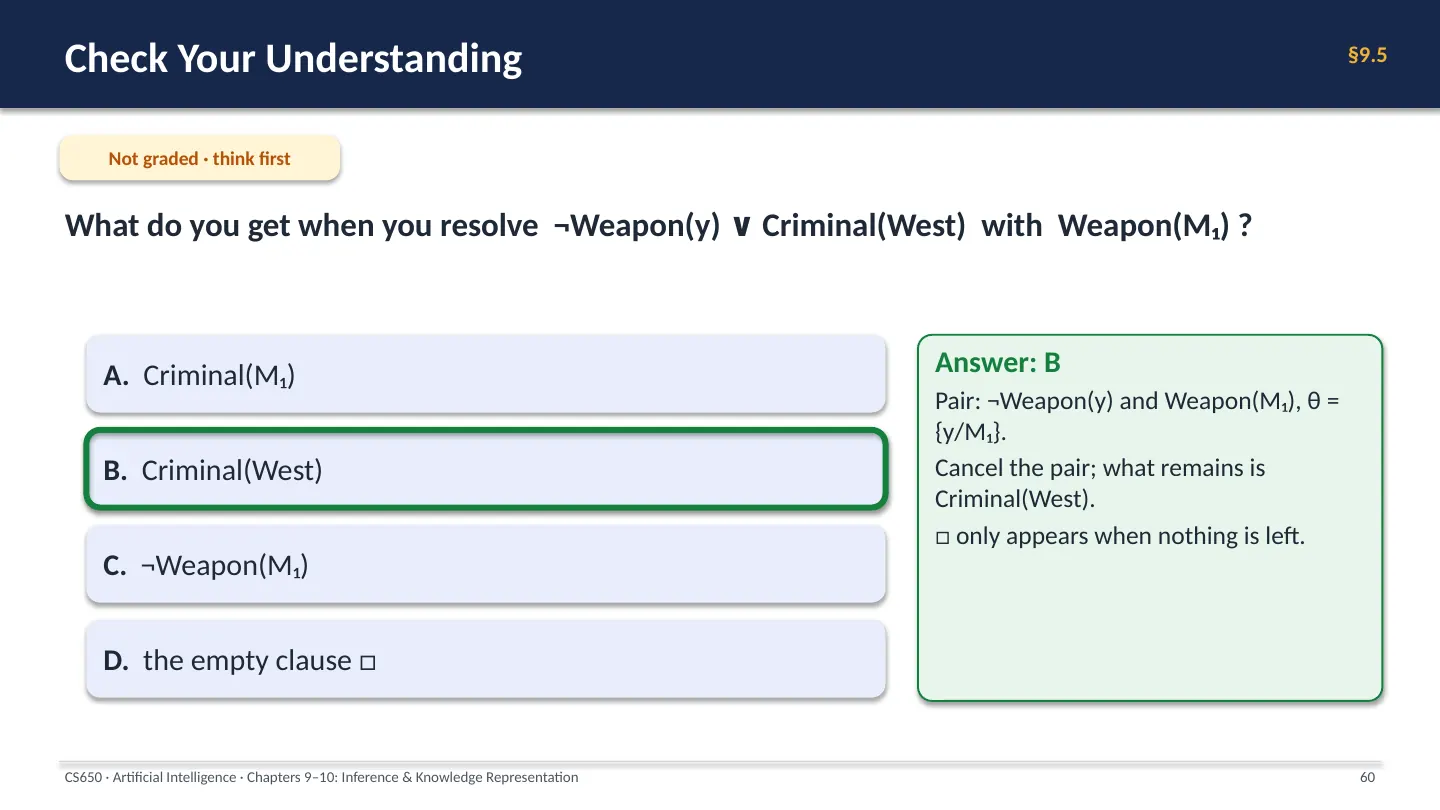 Check Your Understanding
§9.5
Not graded · think first
What do you get when you resolve ¬Weapon(y) ∨ Criminal(West) with Weapon(M₁) ?
A. Criminal(M₁)
B. Criminal(West)
C. ¬Weapon(M₁)
D. the empty clause □
Answer: B
Pair: ¬Weapon(y) and Weapon(M₁), θ =
{y/M₁}.
Cancel the pair; what remains is
Criminal(West).
□ only appears when nothing is left.
CS650 · Artificial Intelligence · Chapters 9–10: Inference & Knowledge Representation
60